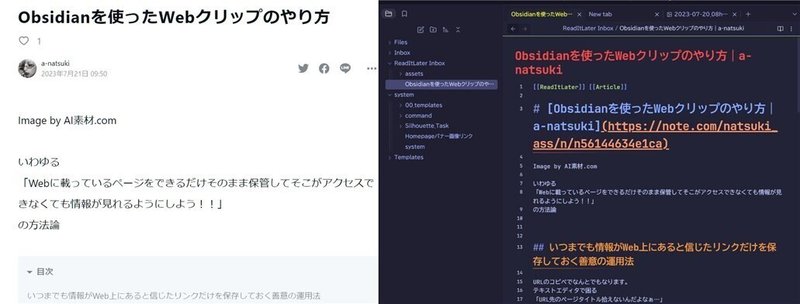 Obsidianを使ったWebクリップのやり方
1
a-natsuki
2023年7月21日 09:50
Image by AI素材.com
いわゆる
「Webに載っているページをできるだけそのまま保管してそこがアクセスで
きなくても情報が見れるようにしよう！！」
の方法論
目次
いつまでも情報がWeb上にあると信じたリンクだけを保存しておく善意の運用法
Obsidianを使ったWeb…
New tab
2023-07-20_08h…
ReadItLater Inbox / Obsidianを使ったWebクリップのやり方｜a-natsuki
Files
Inbox
ReadItLater Inbox
assets
Obsidianを使ったWebクリップのや…
system
00_templates
command
Silhouette_Task
Homepageバナー画像リンク
system
Templates
Obsidianを使ったWebクリップのやり方｜a-
natsuki
1 [[ReadItLater]] [[Article]]
2
3 # [Obsidianを使ったWebクリップのやり方｜
a-natsuki](https://note.com/natsuki_
ass/n/n56144634e1ca)
4
5 Image by AI素材.com
6
7 いわゆる
8 「Webに載っているページをできるだけそのまま保管してそこがアクセスできなくても情報が見
れるようにしよう！！」
9 の方法論
10
11
12
13 ## いつまでも情報がWeb上にあると信じたリンクだけを保
存しておく善意の運用法
14
15 URLのコピペでなんとでもなります。
16 テキストエディタで困る
17 「URL先のページタイトル拾えないんだよなぁ…」